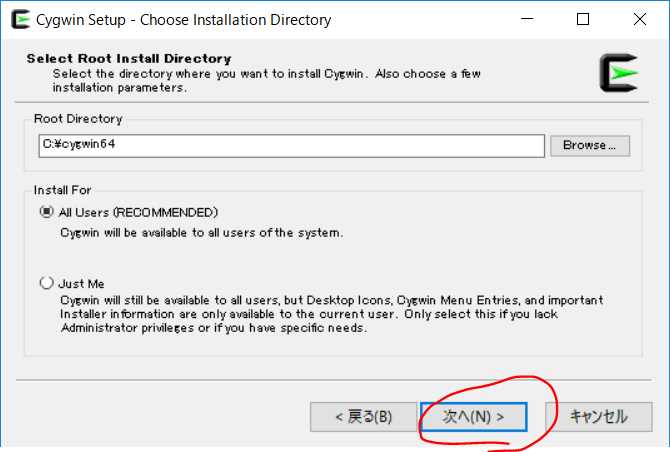 Cygwin Setup - Choose Installation Directory
Select Root Install Directory
Select the directory where you want to install Cygwin. Also choose a few
installation parameters.
Root Directory
C:¥cygwin64
Browse...
Install For
All Users (RECOMMENDED)
Cygwin will be available to all users of the system.
Just Me
Cygwin will still be available to all users, but Desktop Icons, Cygwin Menu Entries, and important
Installer information are only available to the current user. Only select this if you lack
Administrator privileges or if you have specific needs.
< 戻る(B)
次へ(N) >
キャンセル